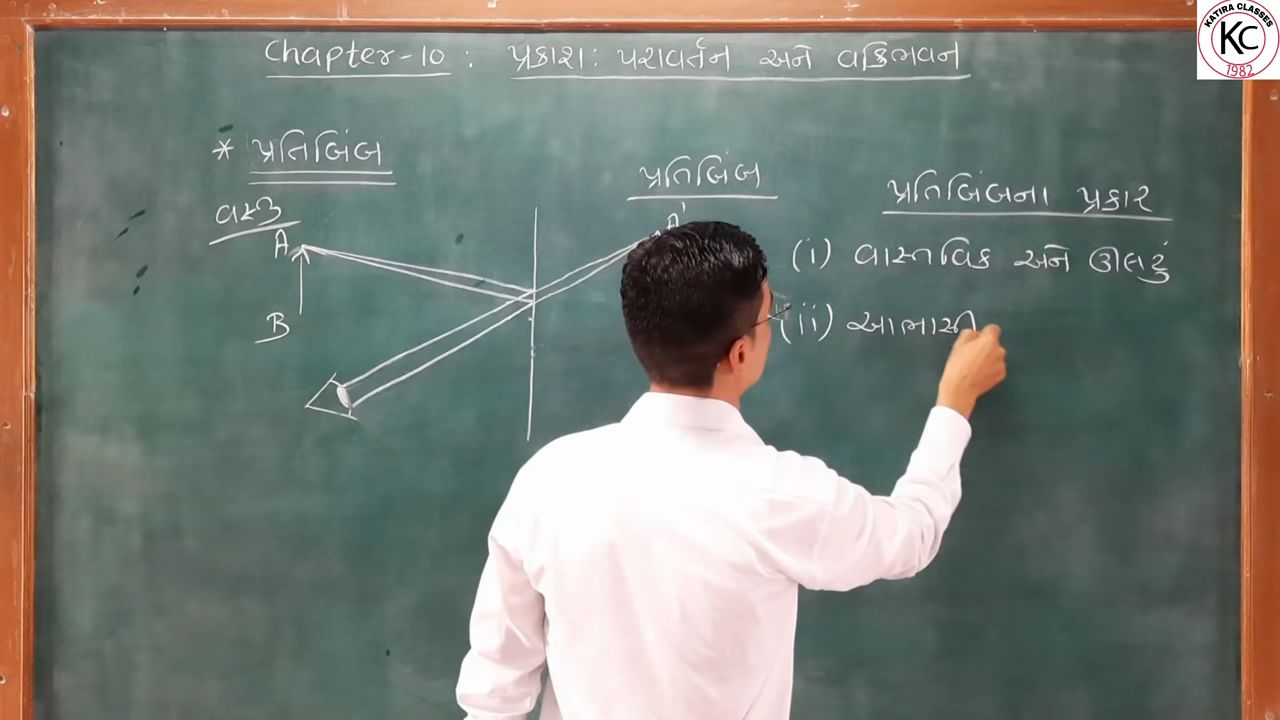 Chapter-10 : પ્રકાશ : પરાવર્તન અને વક્રિભવન
* પ્રતિબિંબ
વસ્તુ
A
B
પ્રતિબિંબ
A'
પ્રતિબિંબના પ્રકાર
(i) વાસ્તવિક અને ઊલટું
(ii) આભાસી
KATIRA CLASSES
KC
1982